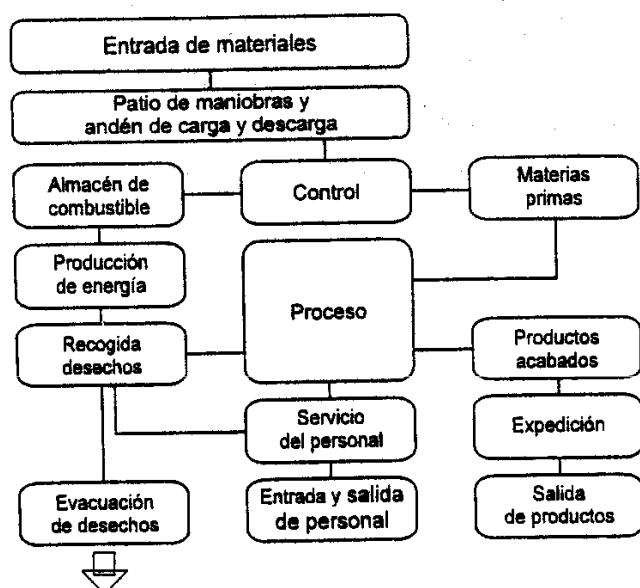 Entrada de materiales
Patio de maniobras y
andén de carga y descarga
Almacén de
combustible
Control
Materias
primas
Producción
de energía
Proceso
Recogida
desechos
Productos
acabados
Servicio
del personal
Expedición
Evacuación
de desechos
Entrada y salida
de personal
Salida
de productos